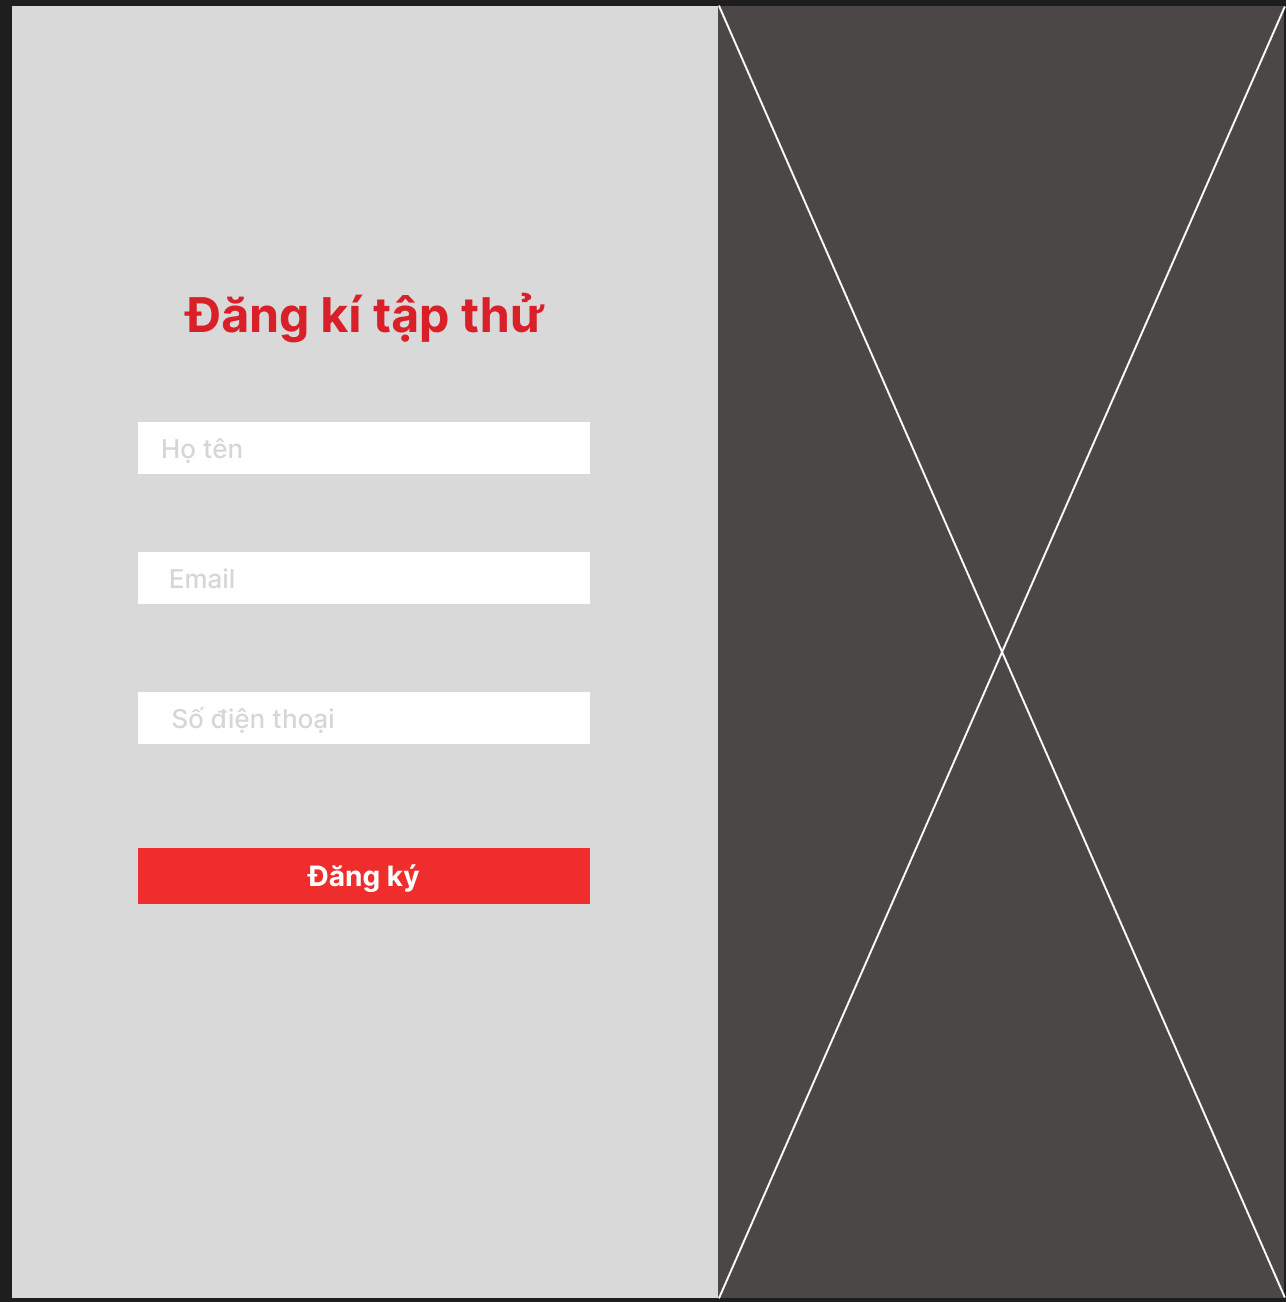 Đăng kí tập thử
Họ tên
Email
Số điện thoại
Đăng ký